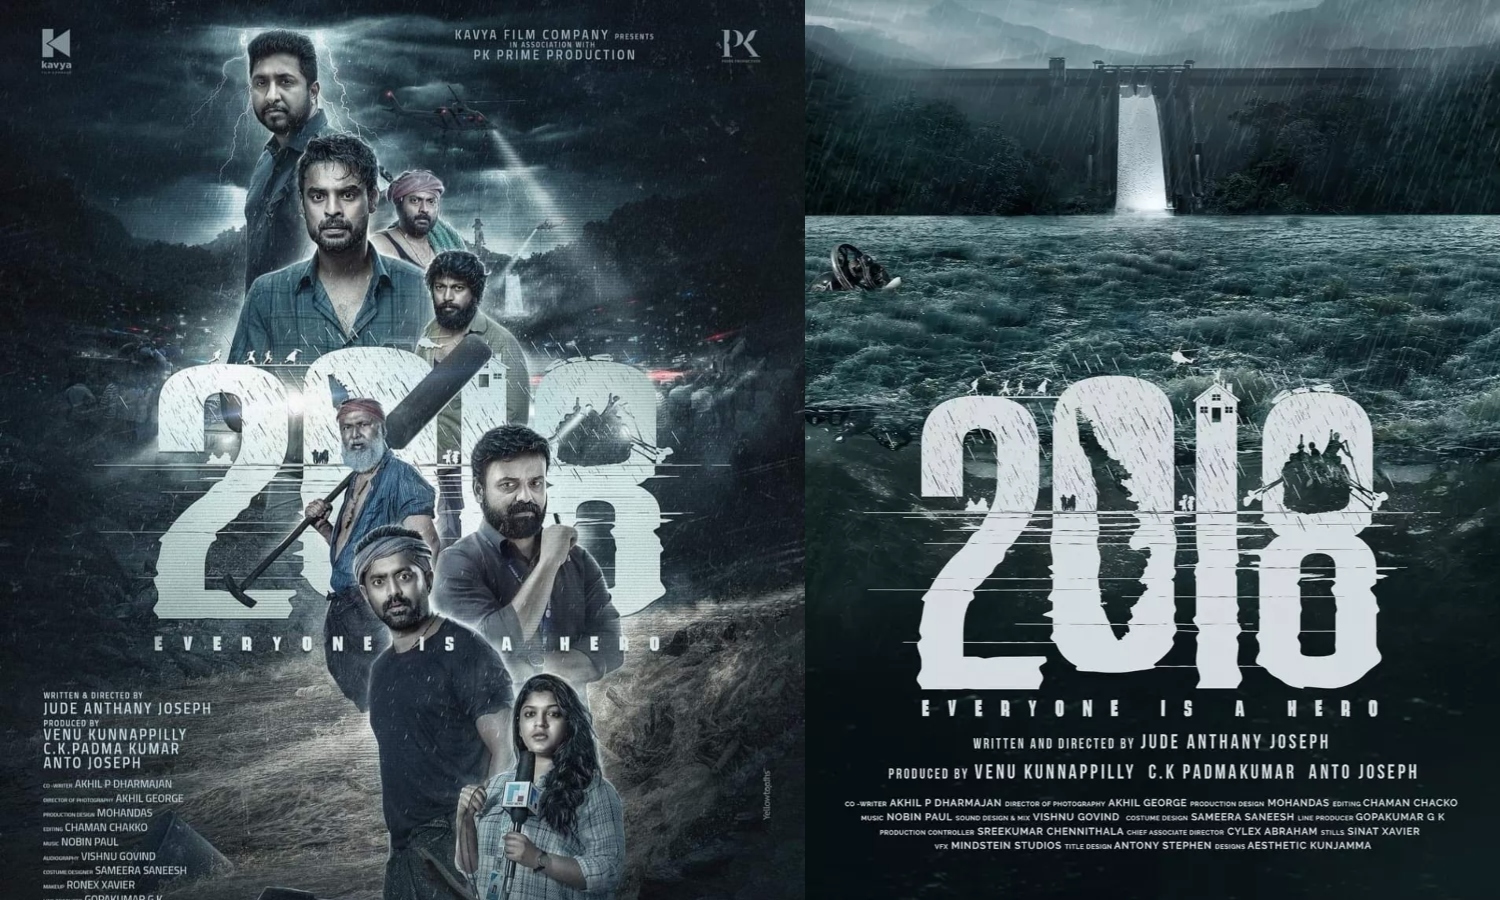 kavya
KAVYA FILM COMPANY PRESENTS
IN ASSOCIATION WITH
PK PRIME PRODUCTION
PK
2018
EVERYONE IS A HERO
WRITTEN & DIRECTED BY
JUDE ANTHANY JOSEPH
PRODUCED BY
VENU KUNNAPPILLY
C.K.PADMA KUMAR
ANTO JOSEPH
CO-WRITER AKHIL P DHARMAJAN
DIRECTOR OF PHOTOGRAPHY AKHIL GEORGE
PRODUCTION DESIGN MOHANDAS
EDITING CHAMAN CHAKKO
MUSIC NOBIN PAUL
AUDIOGRAPHY VISHNU GOVIND
COSTUME DESIGNER SAMEERA SANEESH
MAKEUP RONEX XAVIER
GOPAKUMAR G K
Yellowtooths
2018
EVERYONE IS A HERO
WRITTEN AND DIRECTED BY JUDE ANTHANY JOSEPH
PRODUCED BY VENU KUNNAPPILLY C.K PADMAKUMAR ANTO JOSEPH
CO-WRITER AKHIL P DHARMAJAN DIRECTOR OF PHOTOGRAPHY AKHIL GEORGE PRODUCTION DESIGN MOHANDAS EDITING CHAMAN CHACKO
MUSIC NOBIN PAUL SOUND DESIGN & MIX VISHNU GOVIND COSTUME DESIGN SAMEERA SANEESH LINE PRODUCER GOPAKUMAR G K
PRODUCTION CONTROLLER SREEKUMAR CHENNITHALA CHIEF ASSOCIATE DIRECTOR CYLEX ABRAHAM STILLS SINAT XAVIER
VFX MINDSTEIN STUDIOS TITLE DESIGN ANTONY STEPHEN DESIGNS AESTHETIC KUNJAMMA